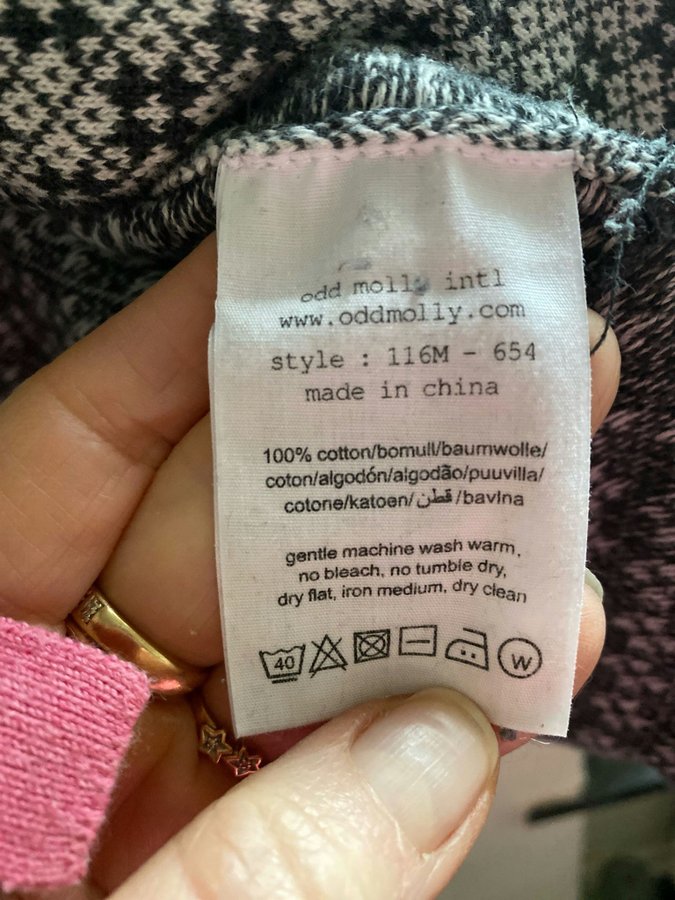 odd molly intl
www.oddmolly.com
style : 116M - 654
made in china
100% cotton/bomull/baumwolle/
coton/algodón/algodão/puuvilla/
cotone/katoen/قطن/bavlna
gentle machine wash warm,
no bleach, no tumble dry,
dry flat, iron medium, dry clean
40 W